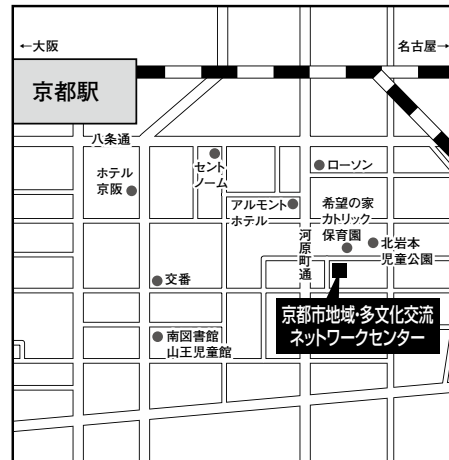 ←大阪
名古屋→
京都駅
八条通
ホテル
京阪
セント
ノーム
ローソン
アルモント
ホテル
希望の家
カトリック
保育園
河原町通
北岩本
児童公園
交番
京都市地域・多文化交流
ネットワークセンター
南図書館
山王児童館